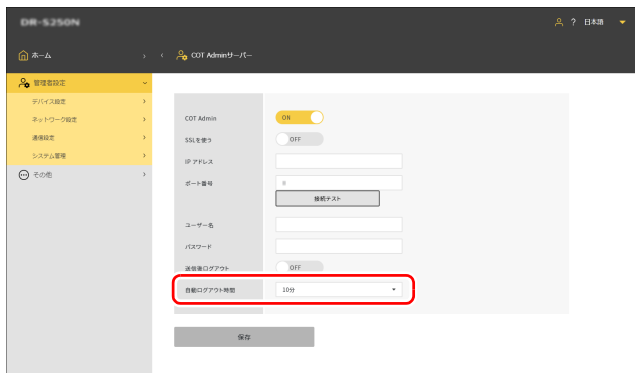 DR-S250N
? 日本語
ホーム
COT Adminサーバー
管理者設定
デバイス設定
ネットワーク設定
通信設定
システム管理
その他
COT Admin
ON
SSLを使う
OFF
IP アドレス
ポート番号
0
接続テスト
ユーザー名
パスワード
送信後ログアウト
OFF
自動ログアウト時間
10分
保存